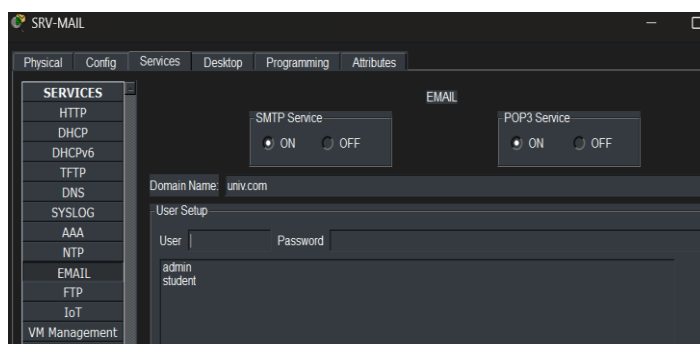 SRV-MAIL
Physical Config Services Desktop Programming Attributes
SERVICES
HTTP
DHCP
DHCPv6
TFTP
DNS
SYSLOG
AAA
NTP
EMAIL
FTP
IoT
VM Management
EMAIL
SMTP Service
ON OFF
POP3 Service
ON OFF
Domain Name: univ.com
User Setup
User Password
admin
student